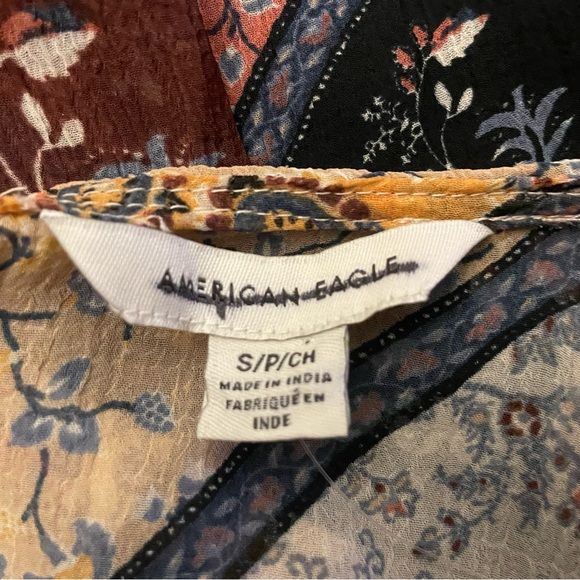 AMERICAN EAGLE
S/P/CH
MADE IN INDIA
FABRIQUÉ EN
INDE